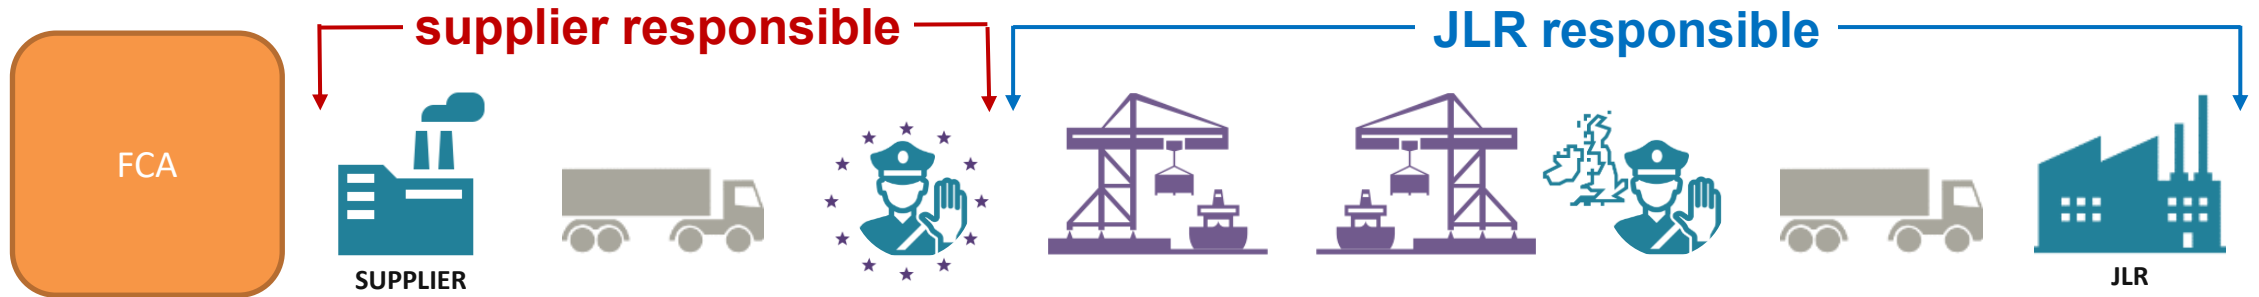 supplier responsible
JLR responsible
FCA
SUPPLIER
JLR